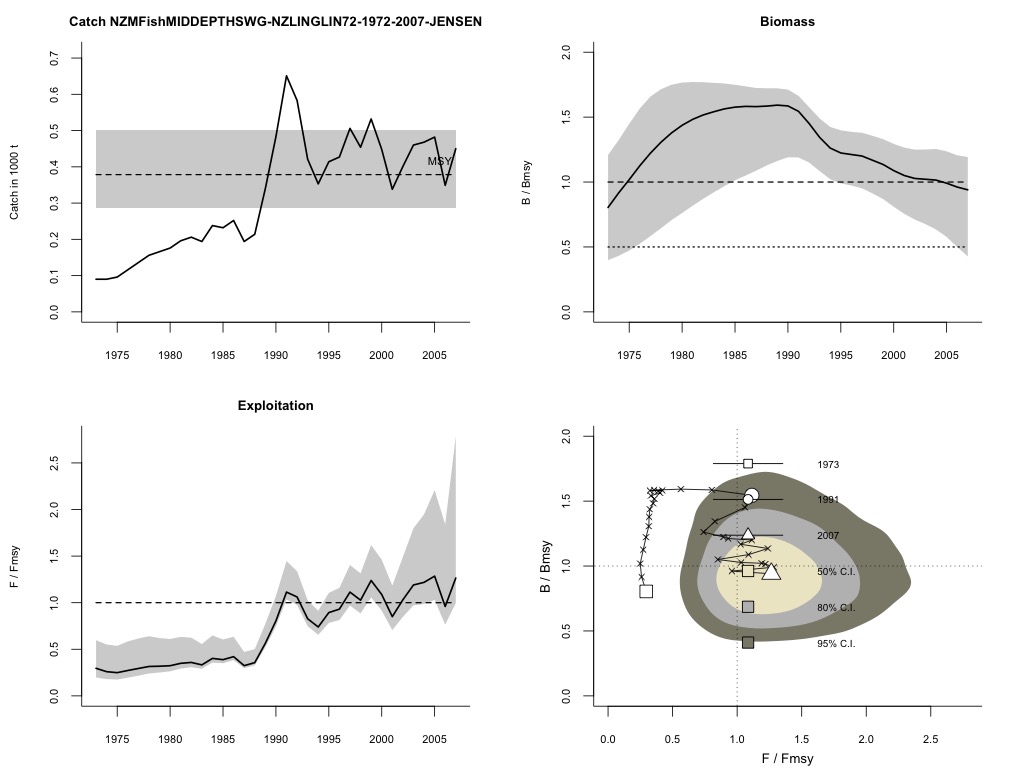 Catch NZMFishMIDDEPTHSWG-NZLINGLIN72-1972-2007-JENSEN
Catch in 1000 t
0.0 0.1 0.2 0.3 0.4 0.5 0.6 0.7
MSY
1975 1980 1985 1990 1995 2000 2005
Biomass
B / Bmsy
0.0 0.5 1.0 1.5 2.0
1975 1980 1985 1990 1995 2000 2005
Exploitation
F / Fmsy
0.0 0.5 1.0 1.5 2.0 2.5
1975 1980 1985 1990 1995 2000 2005
B / Bmsy
0.0 0.5 1.0 1.5 2.0
1973
1991
2007
50% C.I.
80% C.I.
95% C.I.
0.0 0.5 1.0 1.5 2.0 2.5
F / Fmsy